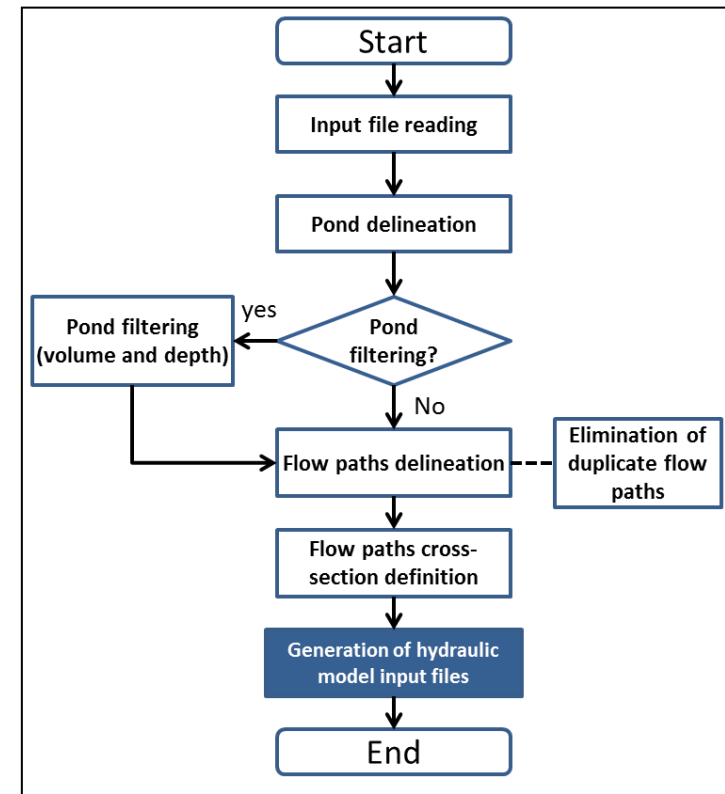 Start
Input file reading
Pond delineation
yes
Pond filtering
(volume and depth)
Pond
filtering?
No
Flow paths delineation
Elimination of
duplicate flow
paths
Flow paths cross-
section definition
Generation of hydraulic
model input files
End